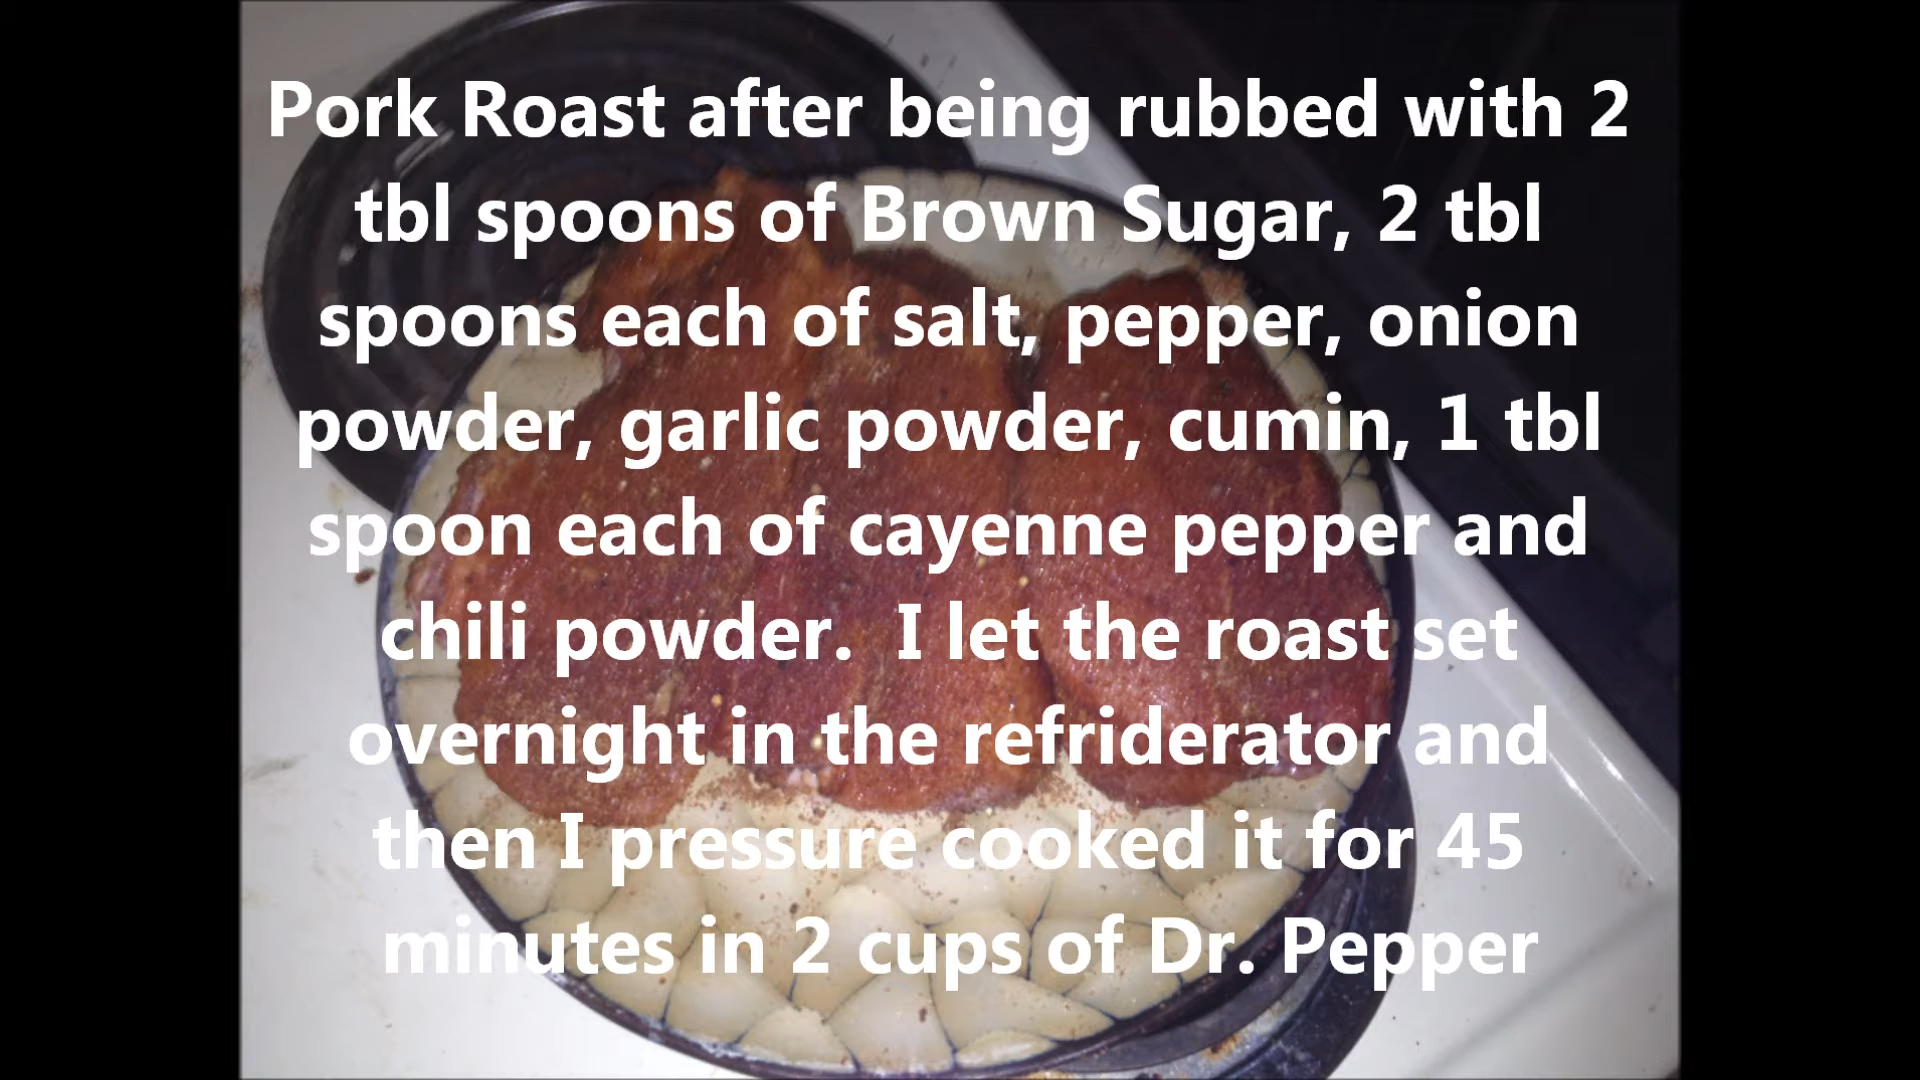 Pork Roast after being rubbed with 2
tbl spoons of Brown Sugar, 2 tbl
spoons each of salt, pepper, onion
powder, garlic powder, cumin, 1 tbl
spoon each of cayenne pepper and
chili powder.  I let the roast set
overnight in the refriderator and
then I pressure cooked it for 45
minutes in 2 cups of Dr. Pepper